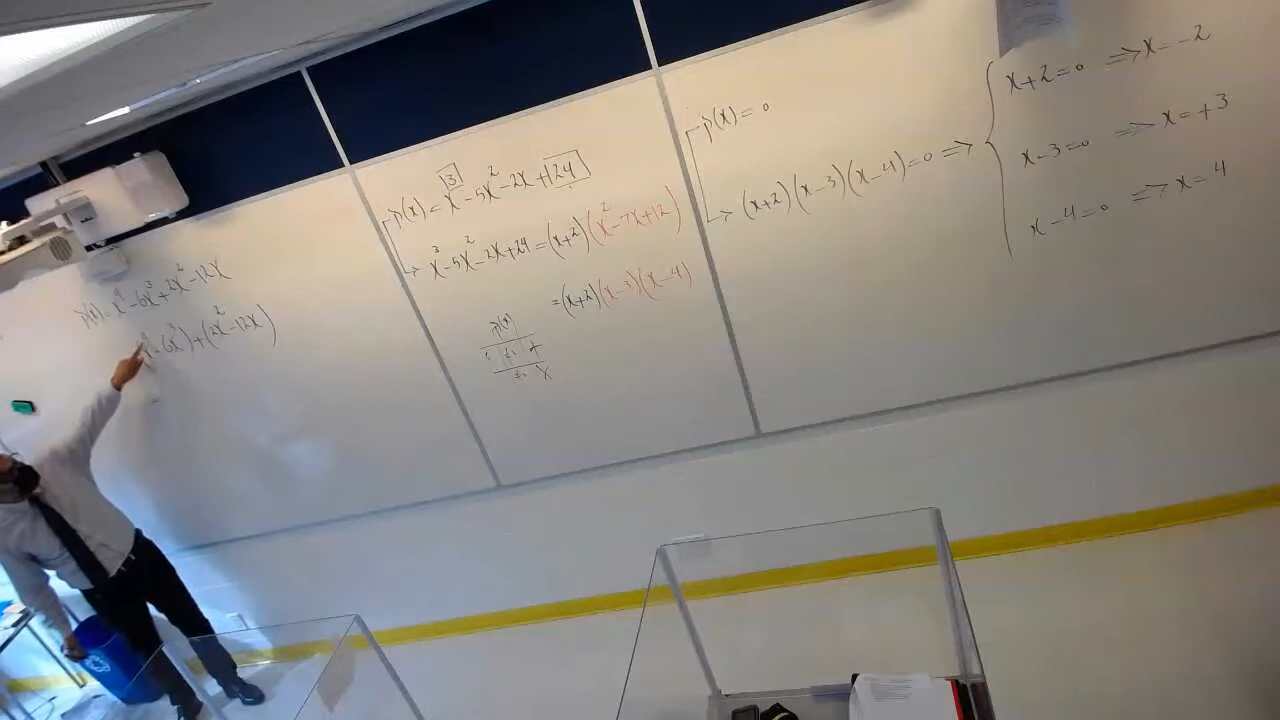 p(x) = x⁴ - 6x³ + 2x² - 12x
x⁴ - 6x³) + (2x² - 12x)
p(x) = x³ - 5x² - 2x + 24
→ x³ - 5x² - 2x + 24 = (x+2)(x² - 7x + 12)
= (x+2)(x-3)(x-4)
p(x)
p(x) = 0
→ (x+2)(x-3)(x-4) = 0 ⟹
x+2=0 ⟹ x=-2
x-3=0 ⟹ x=+3
x-4=0 ⟹ x=4